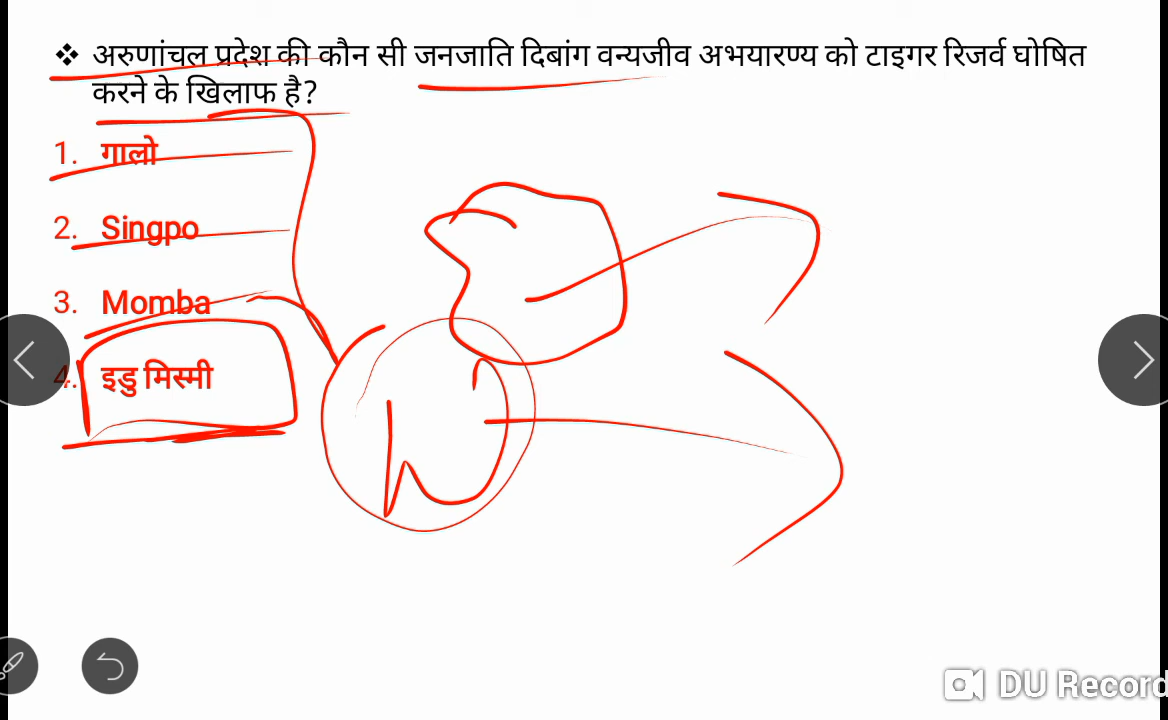 ❖ अरुणांचल प्रदेश की कौन सी जनजाति दिबांग वन्यजीव अभयारण्य को टाइगर रिजर्व घोषित
करने के खिलाफ है?
1. गालो
2. Singpo
3. Momba
4. इडु मिस्मी
DU Record